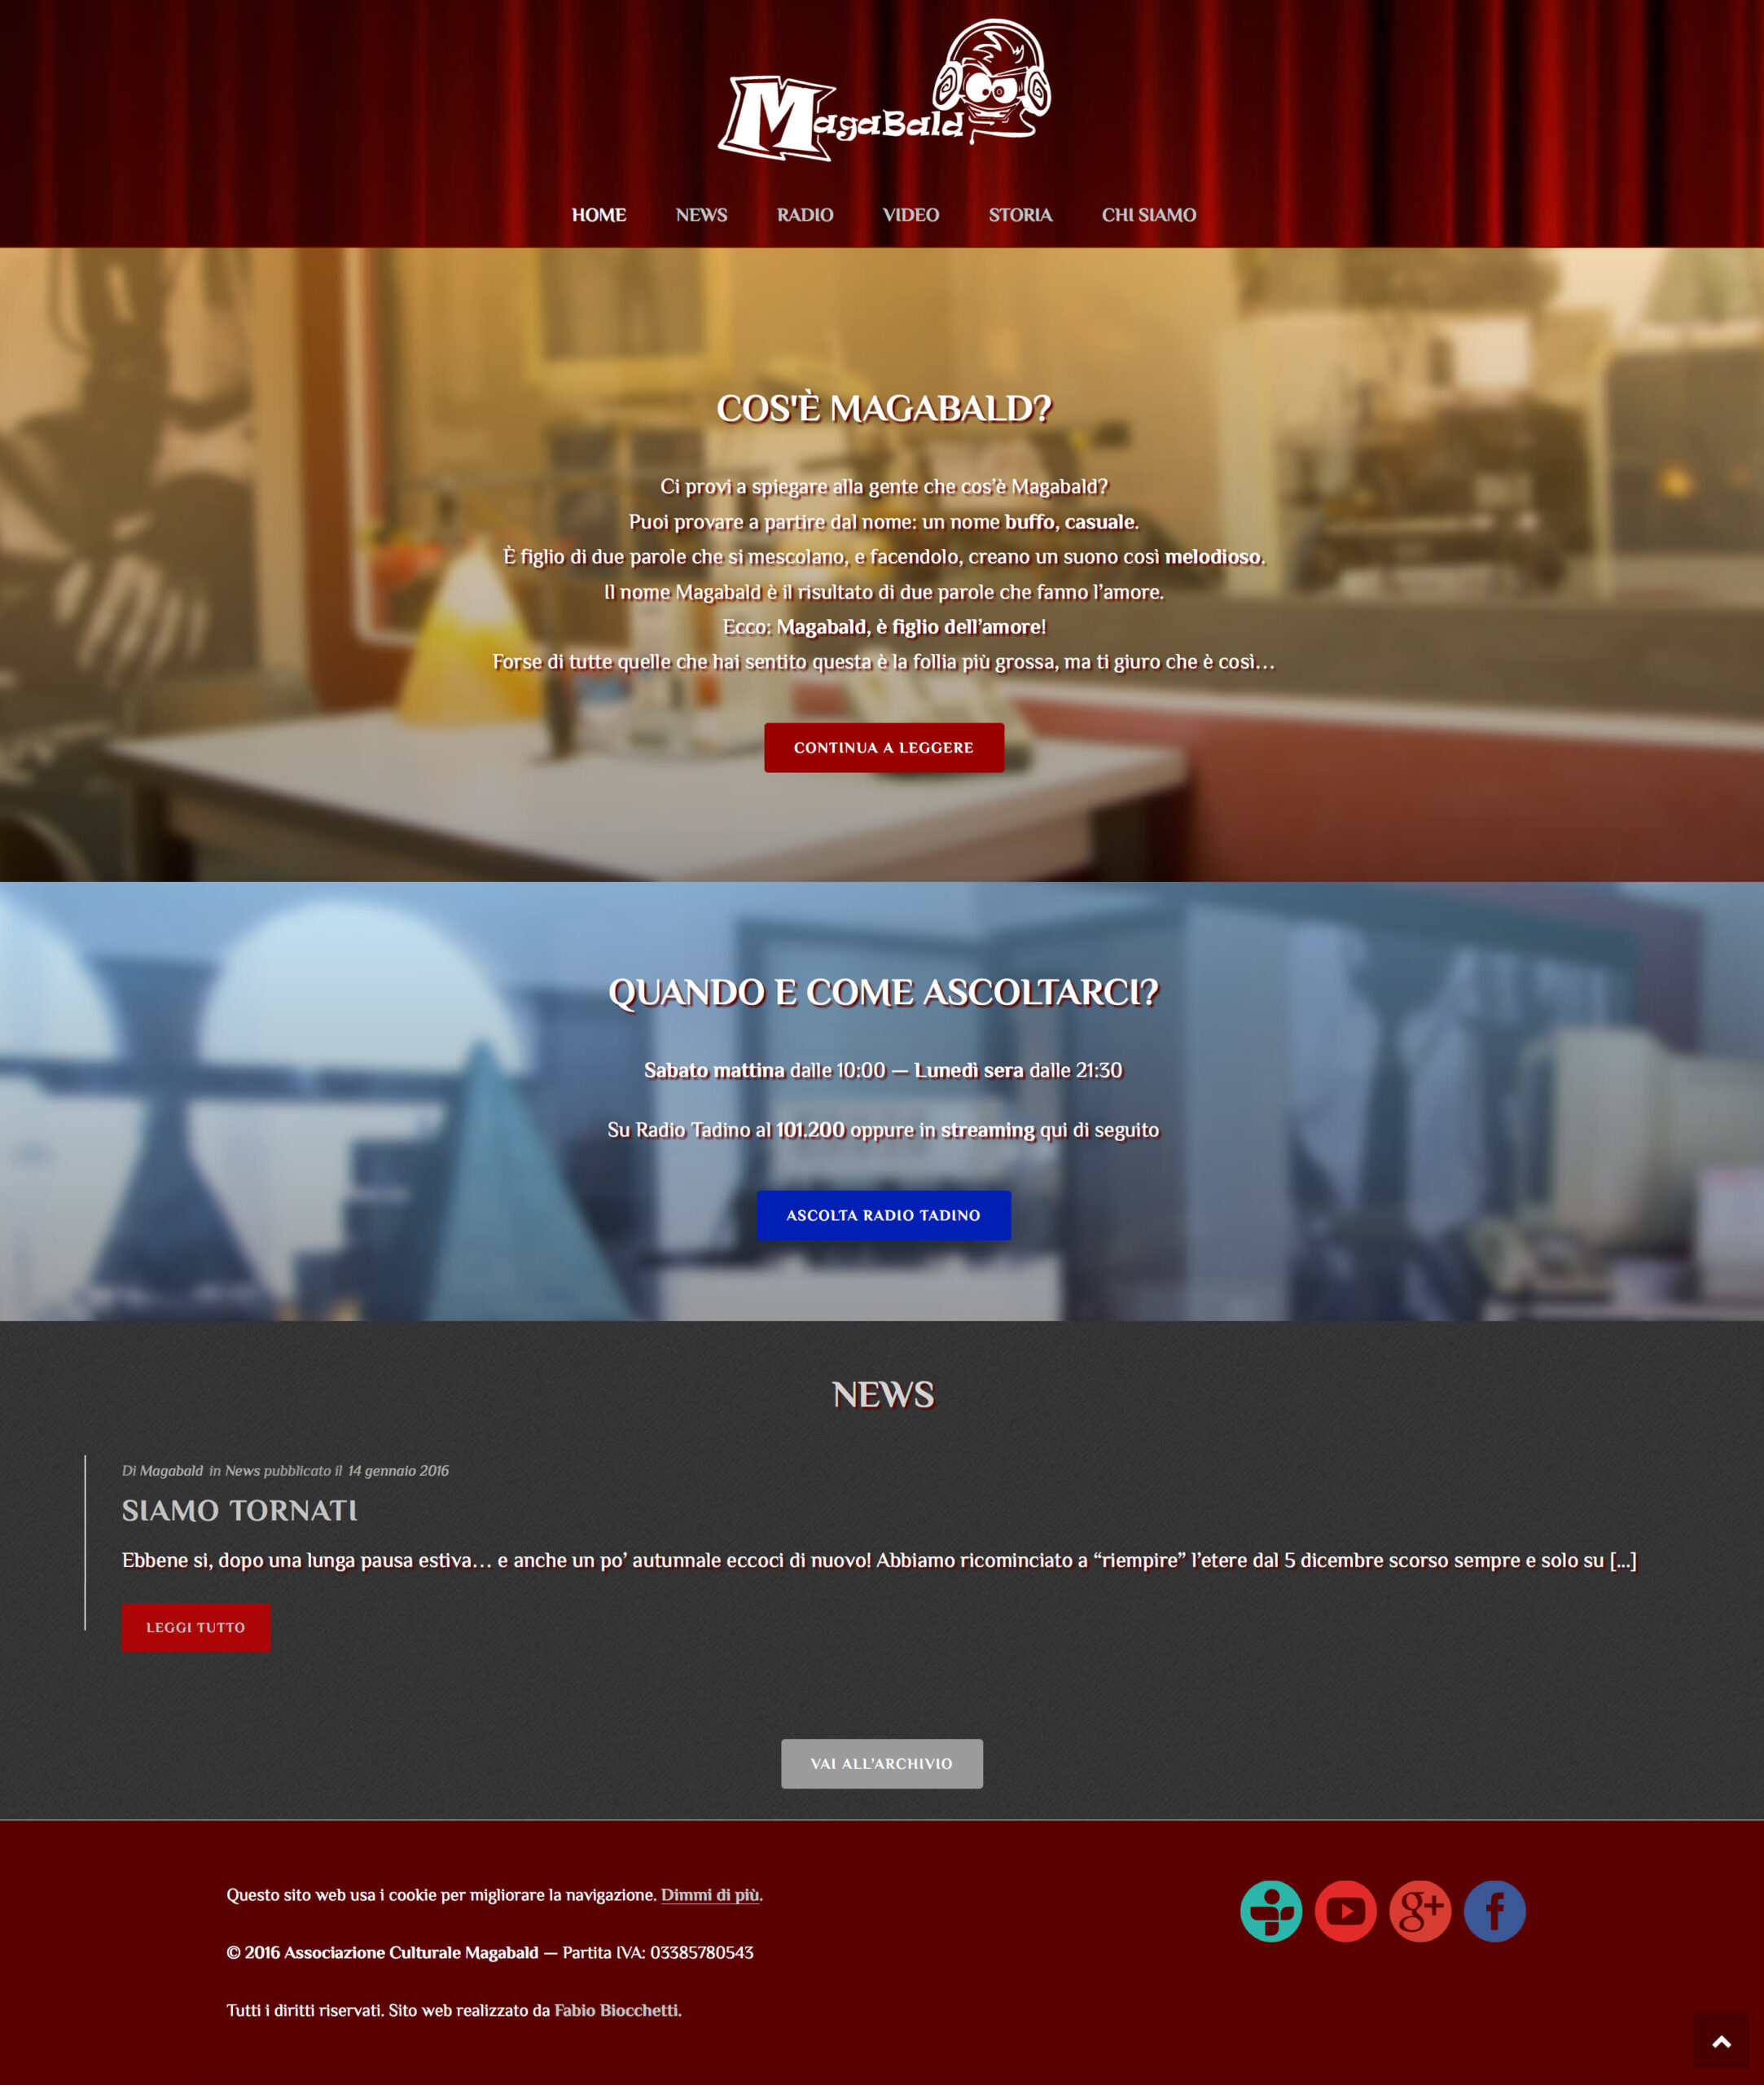 MagaBald
HOME NEWS RADIO VIDEO STORIA CHI SIAMO
COS'È MAGABALD?
Ci provi a spiegare alla gente che cos’è Magabald?
Puoi provare a partire dal nome: un nome buffo, casuale.
È figlio di due parole che si mescolano, e facendolo, creano un suono così melodioso.
Il nome Magabald è il risultato di due parole che fanno l’amore.
Ecco: Magabald, è figlio dell’amore!
Forse di tutte quelle che hai sentito questa è la follia più grossa, ma ti giuro che è così…
CONTINUA A LEGGERE
QUANDO E COME ASCOLTARCI?
Sabato mattina dalle 10:00 — Lunedì sera dalle 21:30
Su Radio Tadino al 101.200 oppure in streaming qui di seguito
ASCOLTA RADIO TADINO
NEWS
Di Magabald in News pubblicato il 14 gennaio 2016
SIAMO TORNATI
Ebbene si, dopo una lunga pausa estiva… e anche un po’ autunnale eccoci di nuovo! Abbiamo ricominciato a “riempire” l’etere dal 5 dicembre scorso sempre e solo su [...]
LEGGI TUTTO
VAI ALL'ARCHIVIO
Questo sito web usa i cookie per migliorare la navigazione. Dimmi di più.
© 2016 Associazione Culturale Magabald — Partita IVA: 03385780543
Tutti i diritti riservati. Sito web realizzato da Fabio Biocchetti.
g+ f